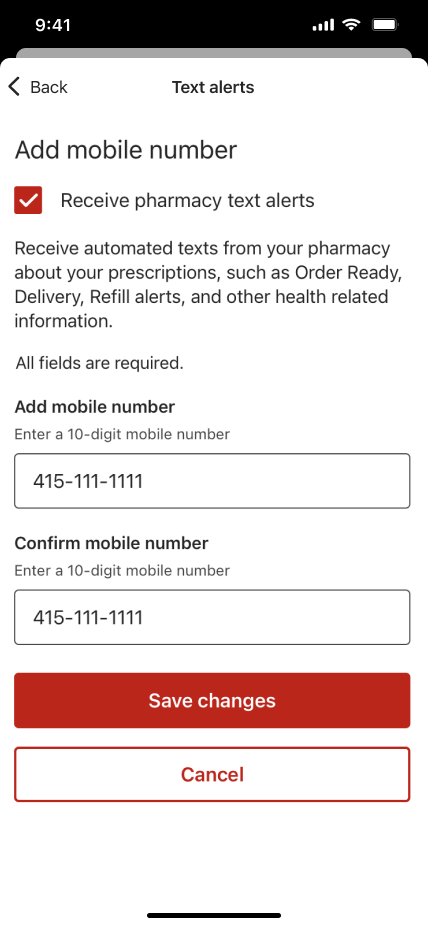 9:41
Back
Text alerts
Add mobile number
Receive pharmacy text alerts
Receive automated texts from your pharmacy
about your prescriptions, such as Order Ready,
Delivery, Refill alerts, and other health related
information.
All fields are required.
Add mobile number
Enter a 10-digit mobile number
415-111-1111
Confirm mobile number
Enter a 10-digit mobile number
415-111-1111
Save changes
Cancel